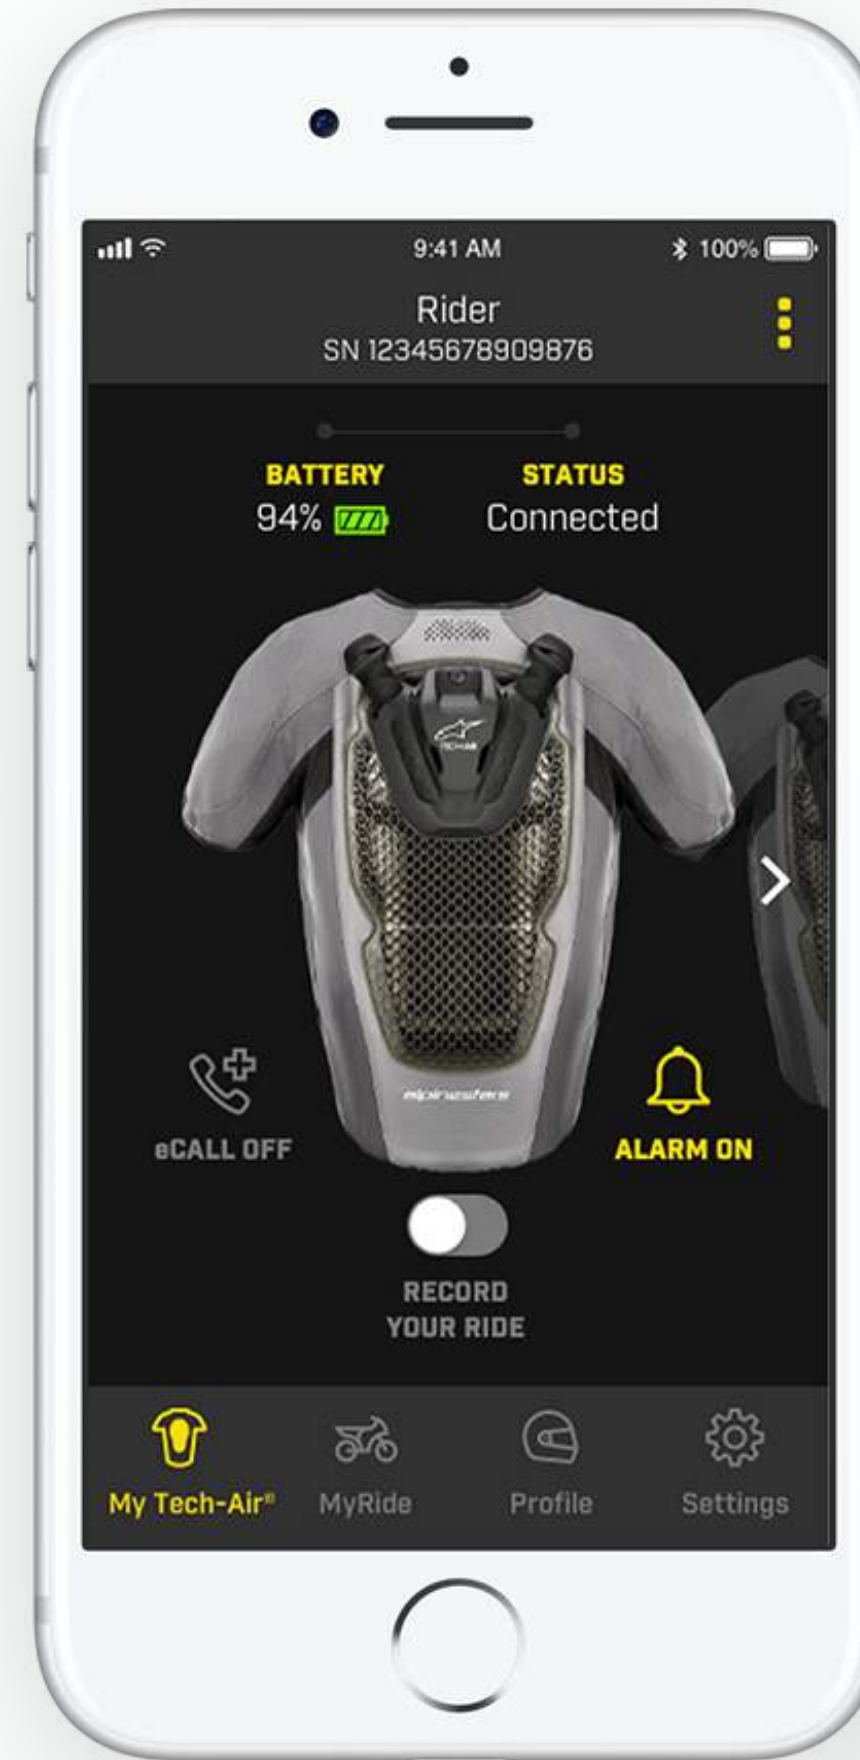 9:41 AM
100%
Rider
SN 12345678909876
BATTERY
STATUS
94%
Connected
alpinestars
eCALL OFF
ALARM ON
RECORD
YOUR RIDE
My Tech-Air®
MyRide
Profile
Settings